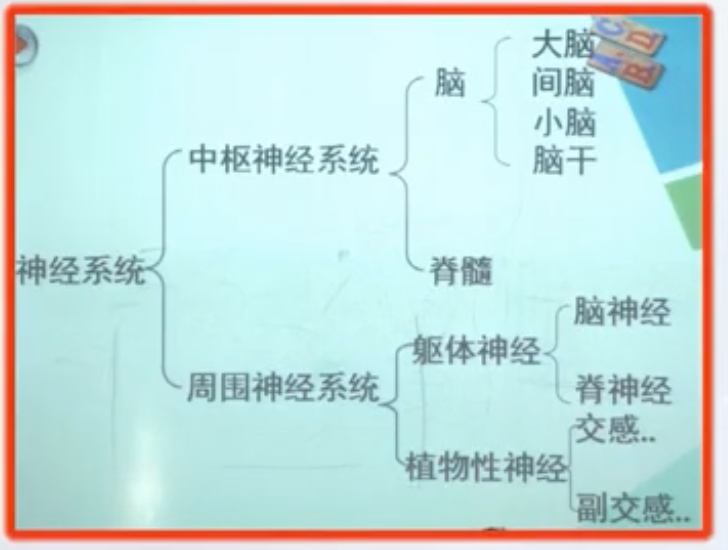 大脑
间脑
小脑
脑干
脑
中枢神经系统
脊髓
神经系统
脑神经
躯体神经
脊神经
周围神经系统
交感..
植物性神经
副交感..
C D
A B